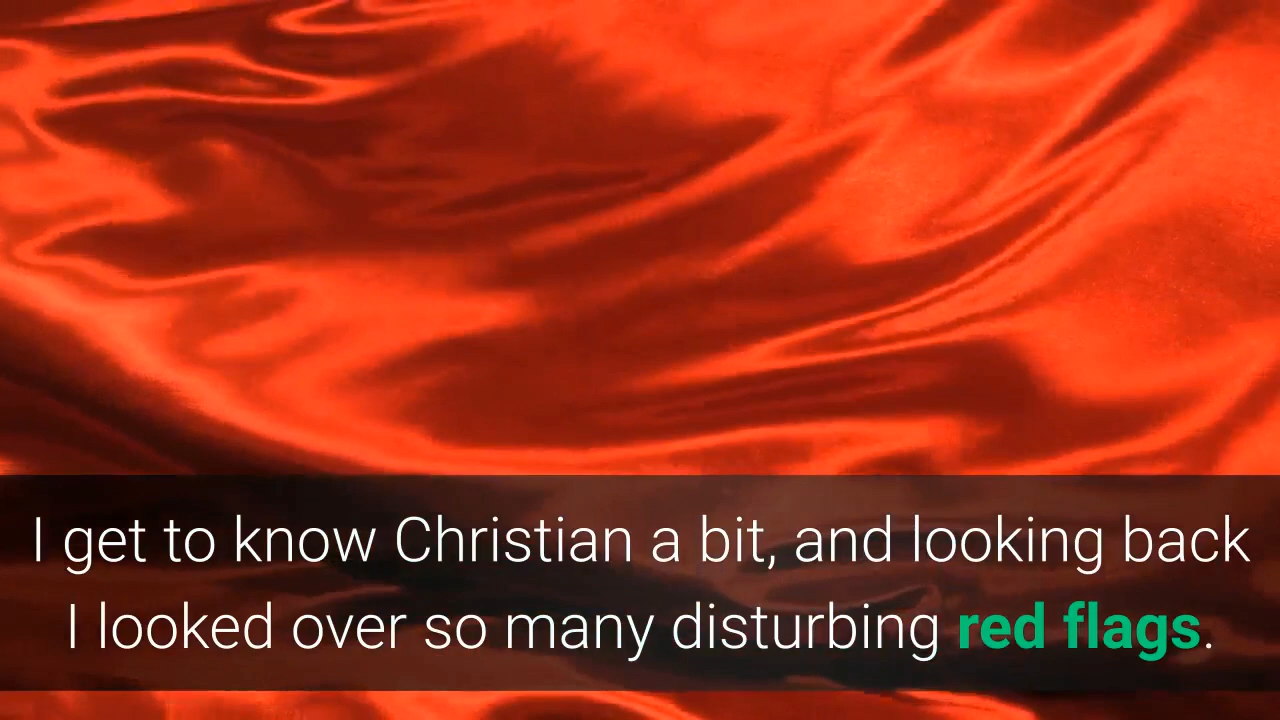 I get to know Christian a bit, and looking back
I looked over so many disturbing red flags.